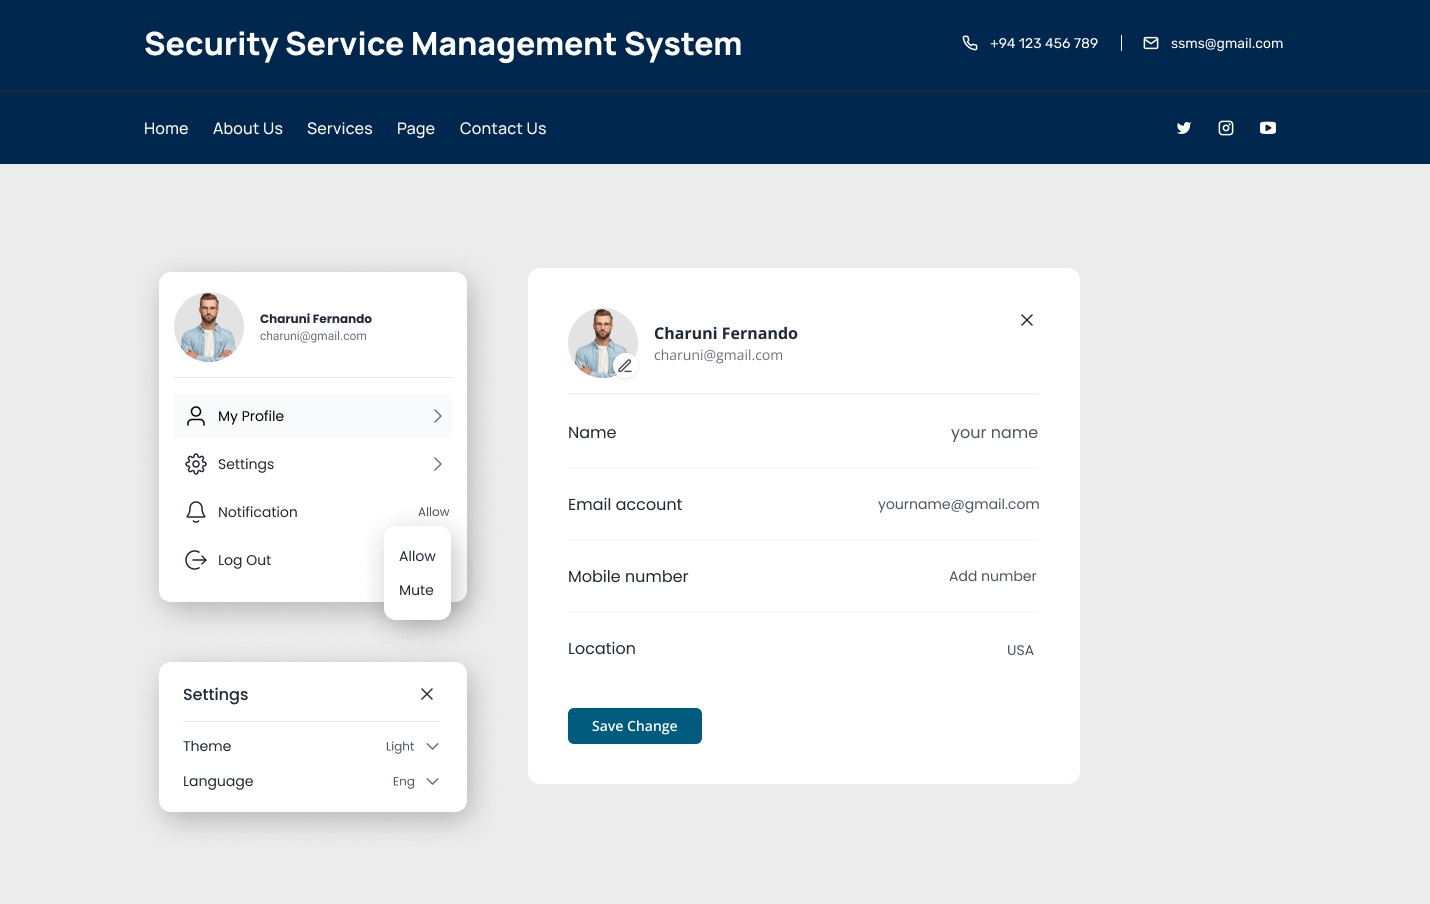 Security Service Management System
+94 123 456 789
ssms@gmail.com
Home About Us Services Page Contact Us
Charuni Fernando
charuni@gmail.com
My Profile
Settings
Notification Allow
Log Out
Allow
Mute
Settings
Theme Light
Language Eng
Charuni Fernando
charuni@gmail.com
Name your name
Email account yourname@gmail.com
Mobile number Add number
Location USA
Save Change